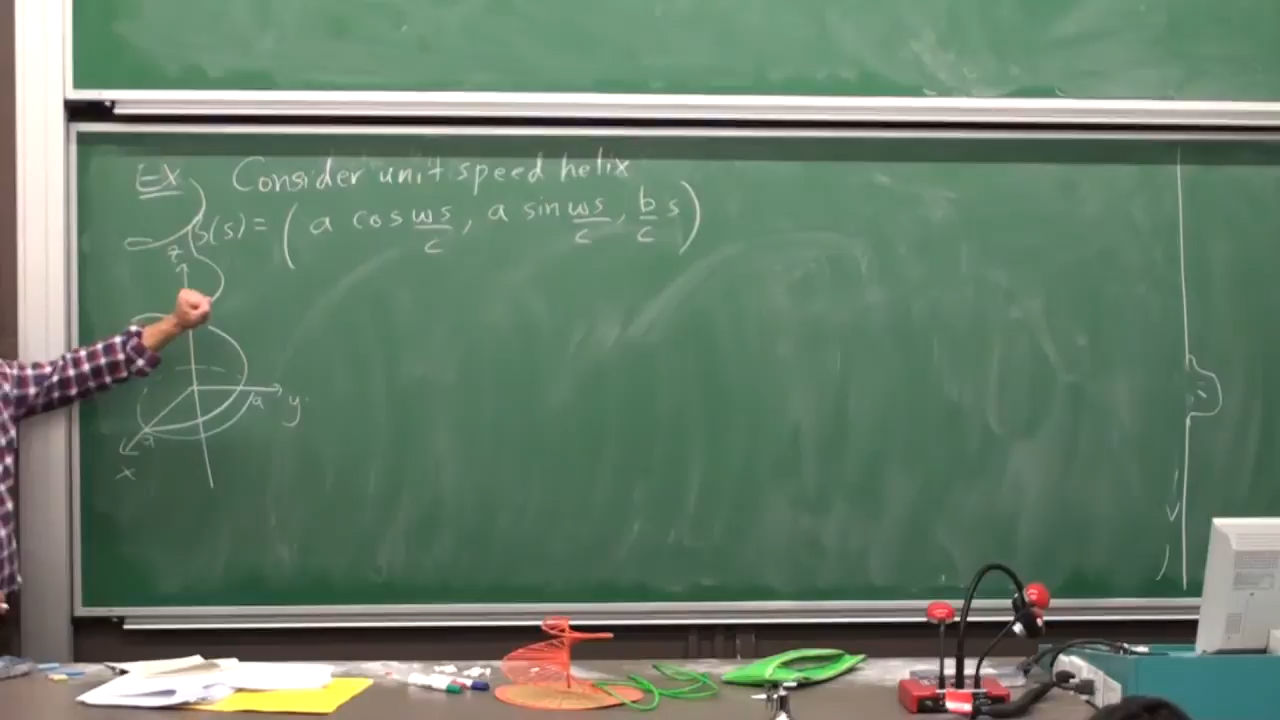 EX Consider unit speed helix
β(s) = ( a cos ws/c, a sin ws/c, b/c s )
z
a
y
a
x